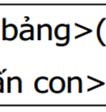 bảng>(
ấn con>